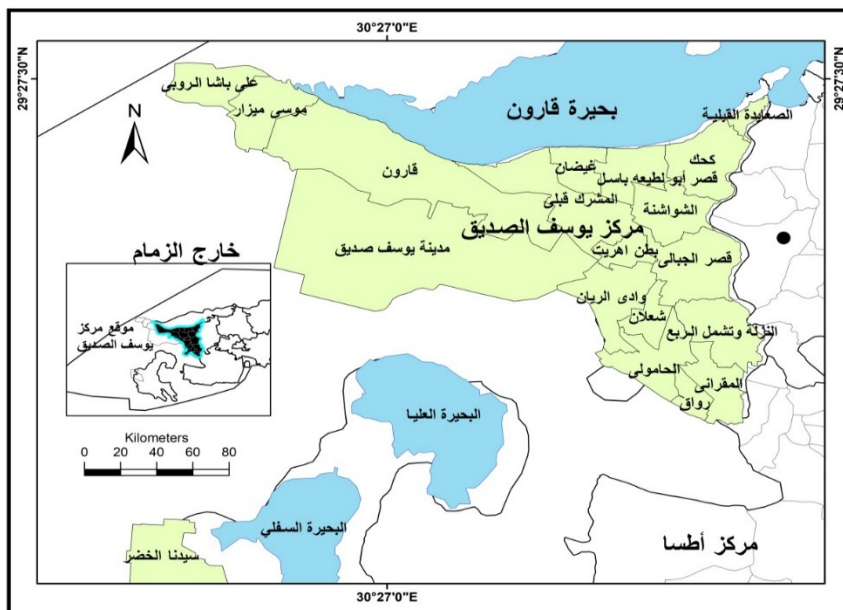 30°27'0"E
29°27'30"N
29°27'30"N
على باشا الروبى
موسى ميزار
بحيرة قارون
الصعايدة القبلية
N
قارون
غيضان
كحك
قصر أبو لطيعه باسل
المشرك قبلى
الشواشنة
مركز يوسف الصديق
مدينة يوسف صديق
بطن اهريت
قصر الجبالى
خارج الزمام
وادى الريان
شعلان
النزلة وتشمل الربع
موقع مركز
يوسف الصديق
الحامولى
المقرانى
رواق
البحيرة العليا
Kilometers
0 20 40 60 80
البحيرة السفلي
سيدنا الخضر
مركز أطسا
30°27'0"E